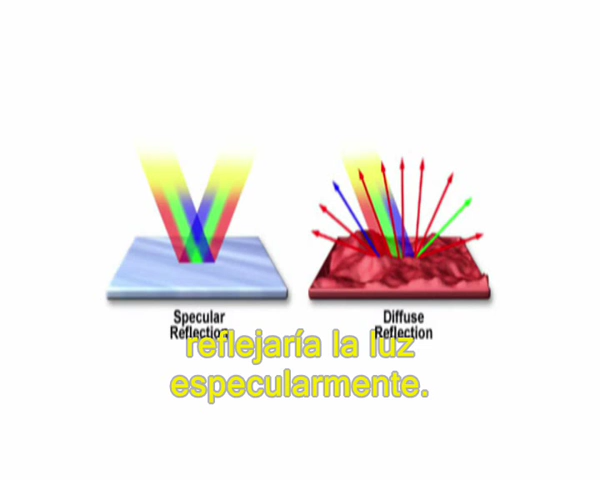 Specular
Reflection
Diffuse
Reflection
reflejaría la luz
especularmente.